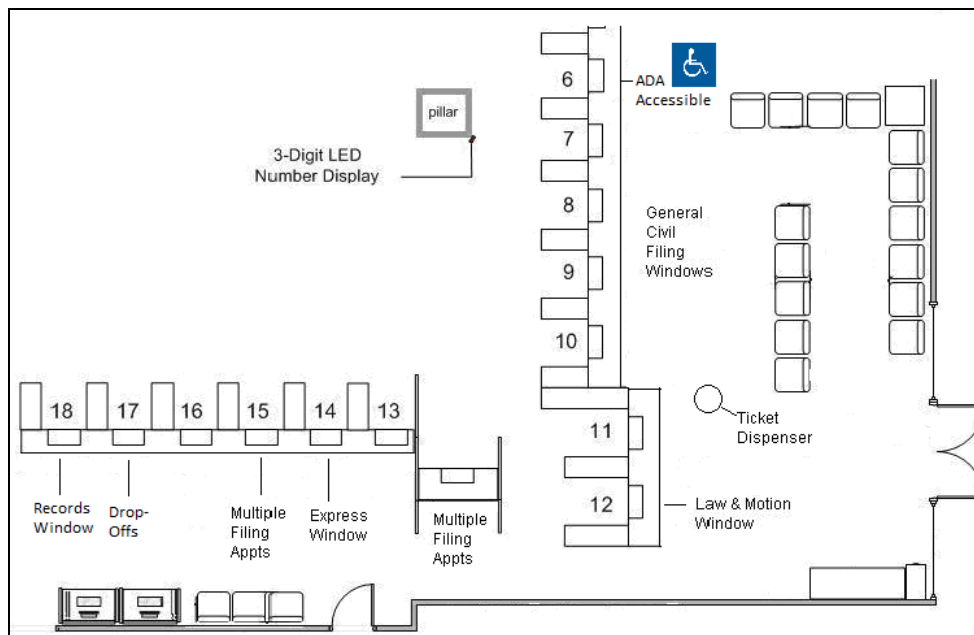 6
ADA
Accessible
pillar
7
3-Digit LED
Number Display
8
General
Civil
Filing
Windows
9
10
18
17
16
15
14
13
11
Ticket
Dispenser
Records
Window
Drop-
Offs
Multiple
Filing
Appts
Express
Window
Multiple
Filing
Appts
12
Law & Motion
Window